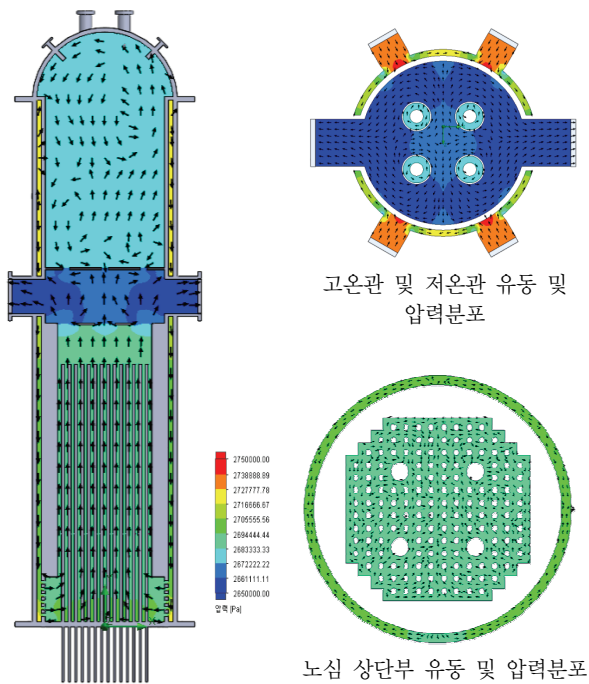 고온관 및 저온관 유동 및
압력분포
2750000.00
2738888.89
2727777.78
2716666.67
2705555.56
2694444.44
2683333.33
2672222.22
2661111.11
2650000.00
압력 [Pa]
노심 상단부 유동 및 압력분포